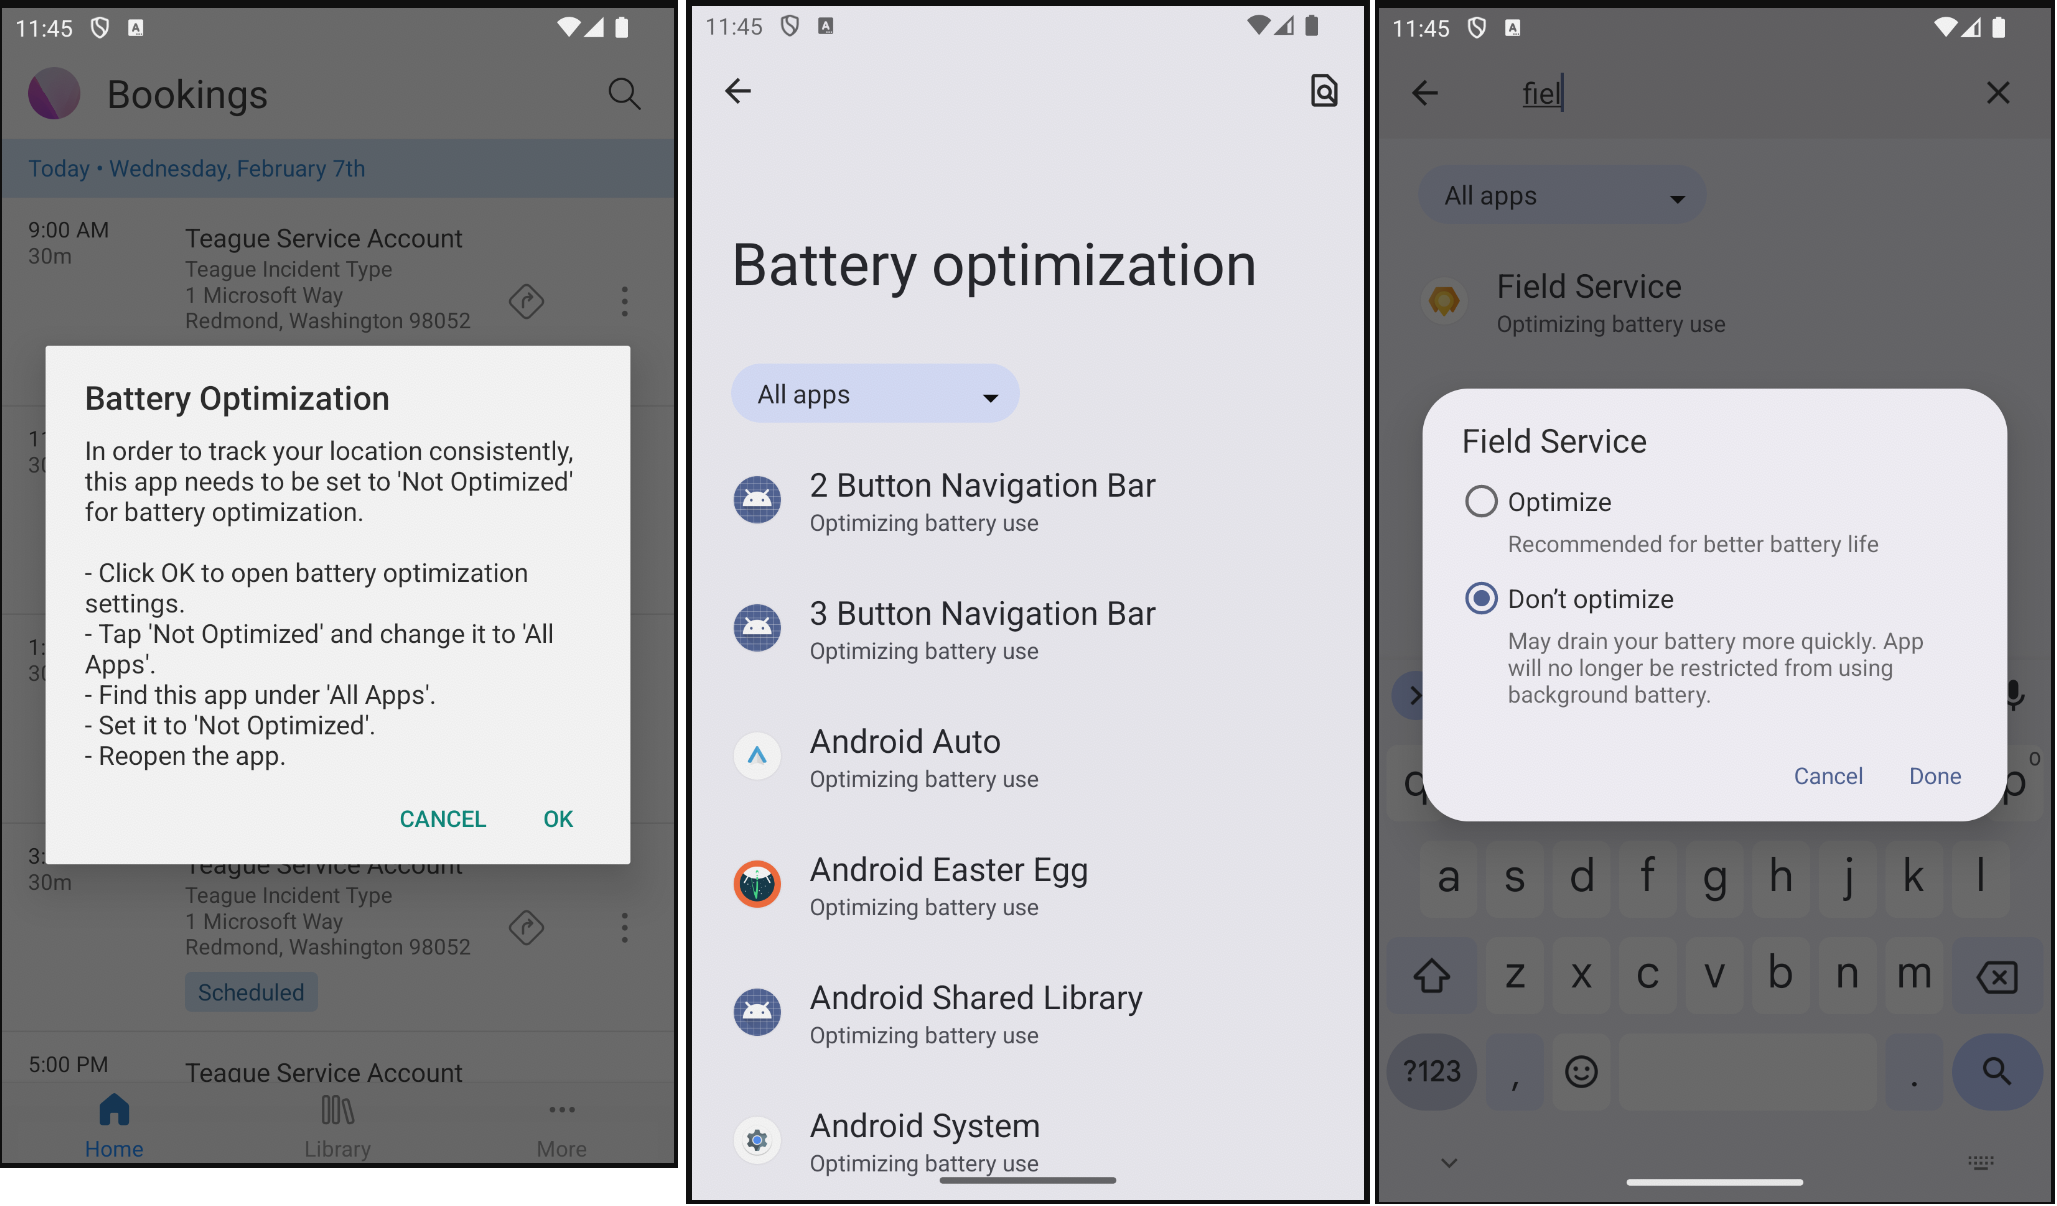 11:45
Bookings
Today • Wednesday, February 7th
9:00 AM
30m
Teague Service Account
Teague Incident Type
1 Microsoft Way
Redmond, Washington 98052
Battery Optimization
In order to track your location consistently,
this app needs to be set to 'Not Optimized'
for battery optimization.
- Click OK to open battery optimization
settings.
- Tap 'Not Optimized' and change it to 'All
Apps'.
- Find this app under 'All Apps'.
- Set it to 'Not Optimized'.
- Reopen the app.
CANCEL
OK
30m
Teague Service Account
Teague Incident Type
1 Microsoft Way
Redmond, Washington 98052
Scheduled
5:00 PM
Teague Service Account
Home
Library
More
11:45
Battery optimization
All apps
2 Button Navigation Bar
Optimizing battery use
3 Button Navigation Bar
Optimizing battery use
Android Auto
Optimizing battery use
Android Easter Egg
Optimizing battery use
Android Shared Library
Optimizing battery use
Android System
Optimizing battery use
11:45
fiel
All apps
Field Service
Optimizing battery use
Field Service
Optimize
Recommended for better battery life
Don't optimize
May drain your battery more quickly. App
will no longer be restricted from using
background battery.
Cancel
Done
q p 0
a s d f g h j k l
z x c v b n m
?123 , .